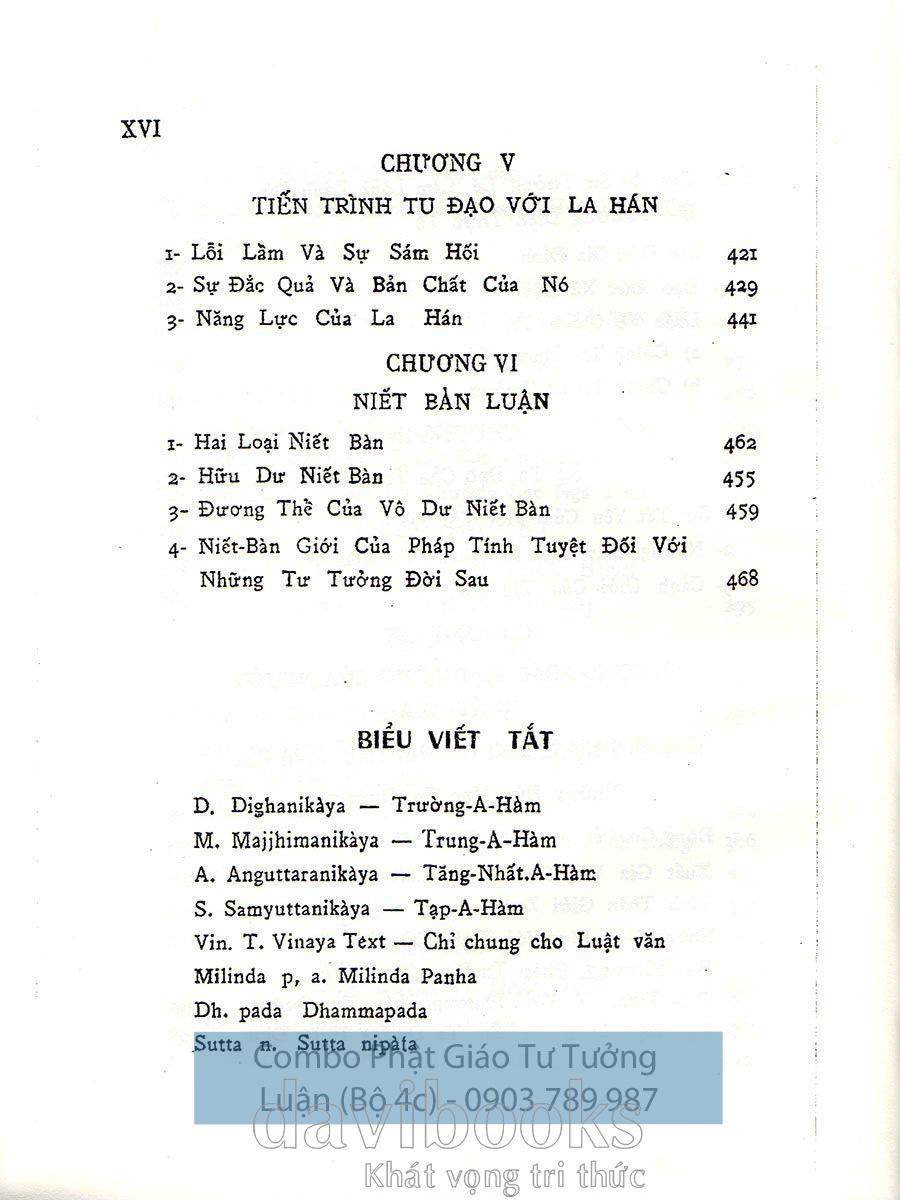 XVI
CHƯƠNG V
TIẾN TRÌNH TU ĐẠO VỚI LA HÁN
1- Lỗi Lầm Và Sự Sám Hối 421
2- Sự Đắc Quả Và Bản Chất Của Nó 429
3- Năng Lực Của La Hán 441
CHƯƠNG VI
NIẾT BÀN LUẬN
1- Hai Loại Niết Bàn 462
2- Hữu Dư Niết Bàn 455
3- Đương Thể Của Vô Dư Niết Bàn 459
4- Niết-Bàn Giới Của Pháp Tính Tuyệt Đối Với
Những Tư Tưởng Đời Sau 468
BIỂU VIẾT TẮT
D. Dighanikàya — Trường-A-Hàm
M. Majjhimanikàya — Trung-A-Hàm
A. Anguttaranikàya — Tăng-Nhất.A-Hàm
S. Samyuttanikàya — Tạp-A-Hàm
Vin. T. Vinaya Text — Chỉ chung cho Luật văn
Milinda p, a. Milinda Panha
Dh. pada Dhammapada
Sutta n. Sutta nipàta
Combo Phật Giáo Tư Tưởng
Luận (Bộ 4c) - 0903 789 987
davibooks
Khát vọng tri thức